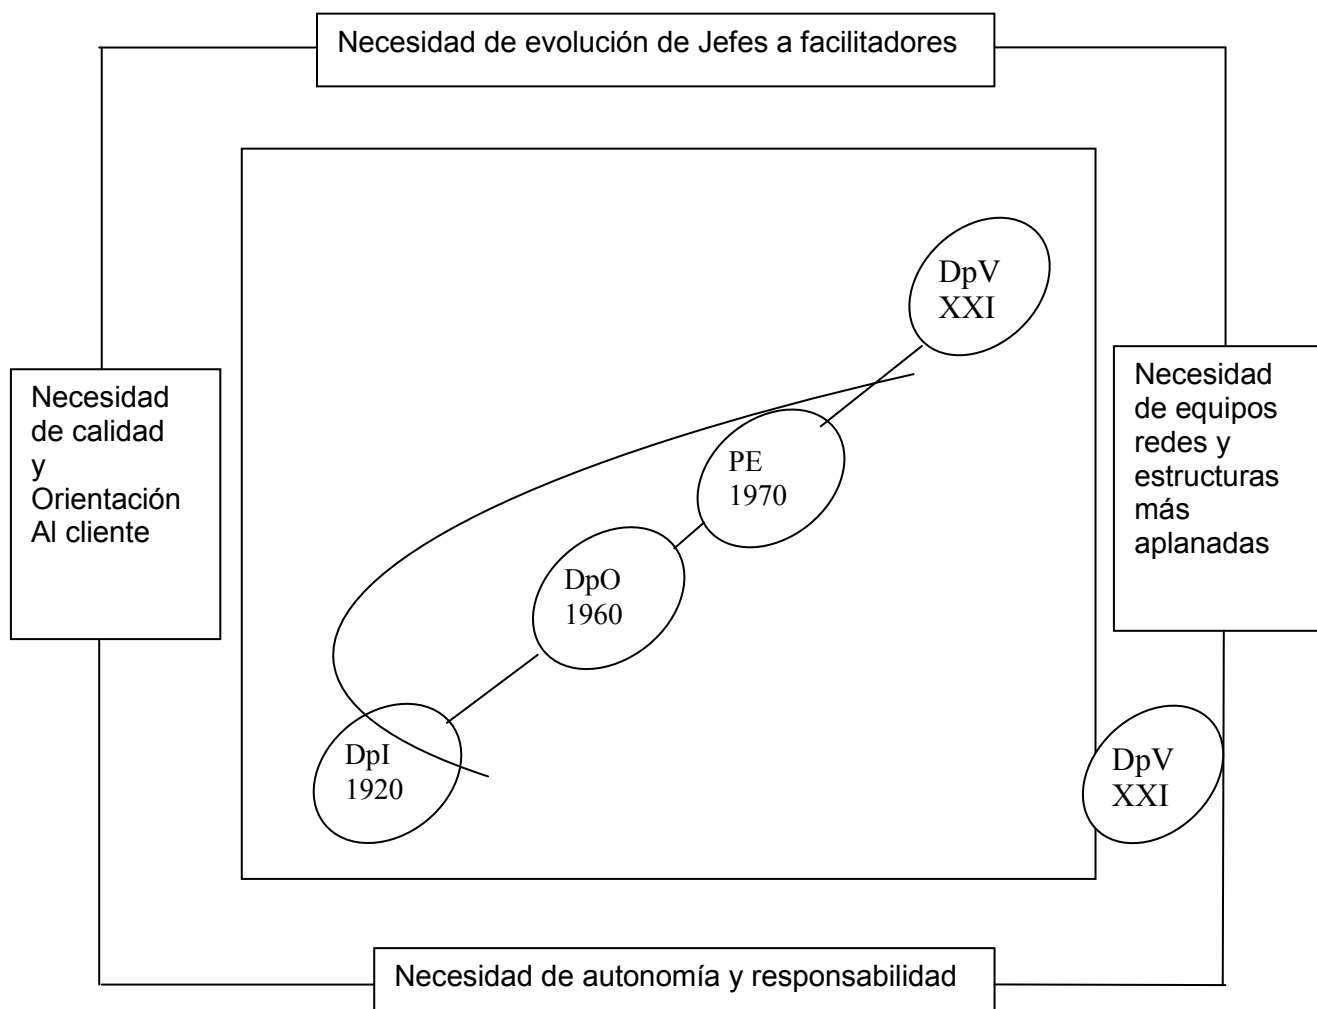 Necesidad de evolución de Jefes a facilitadores
DpV
XXI
Necesidad
de calidad
y
Orientación
Al cliente
Necesidad
de equipos
redes y
estructuras
más
aplanadas
PE
1970
DpO
1960
DpI
1920
DpV
XXI
Necesidad de autonomía y responsabilidad